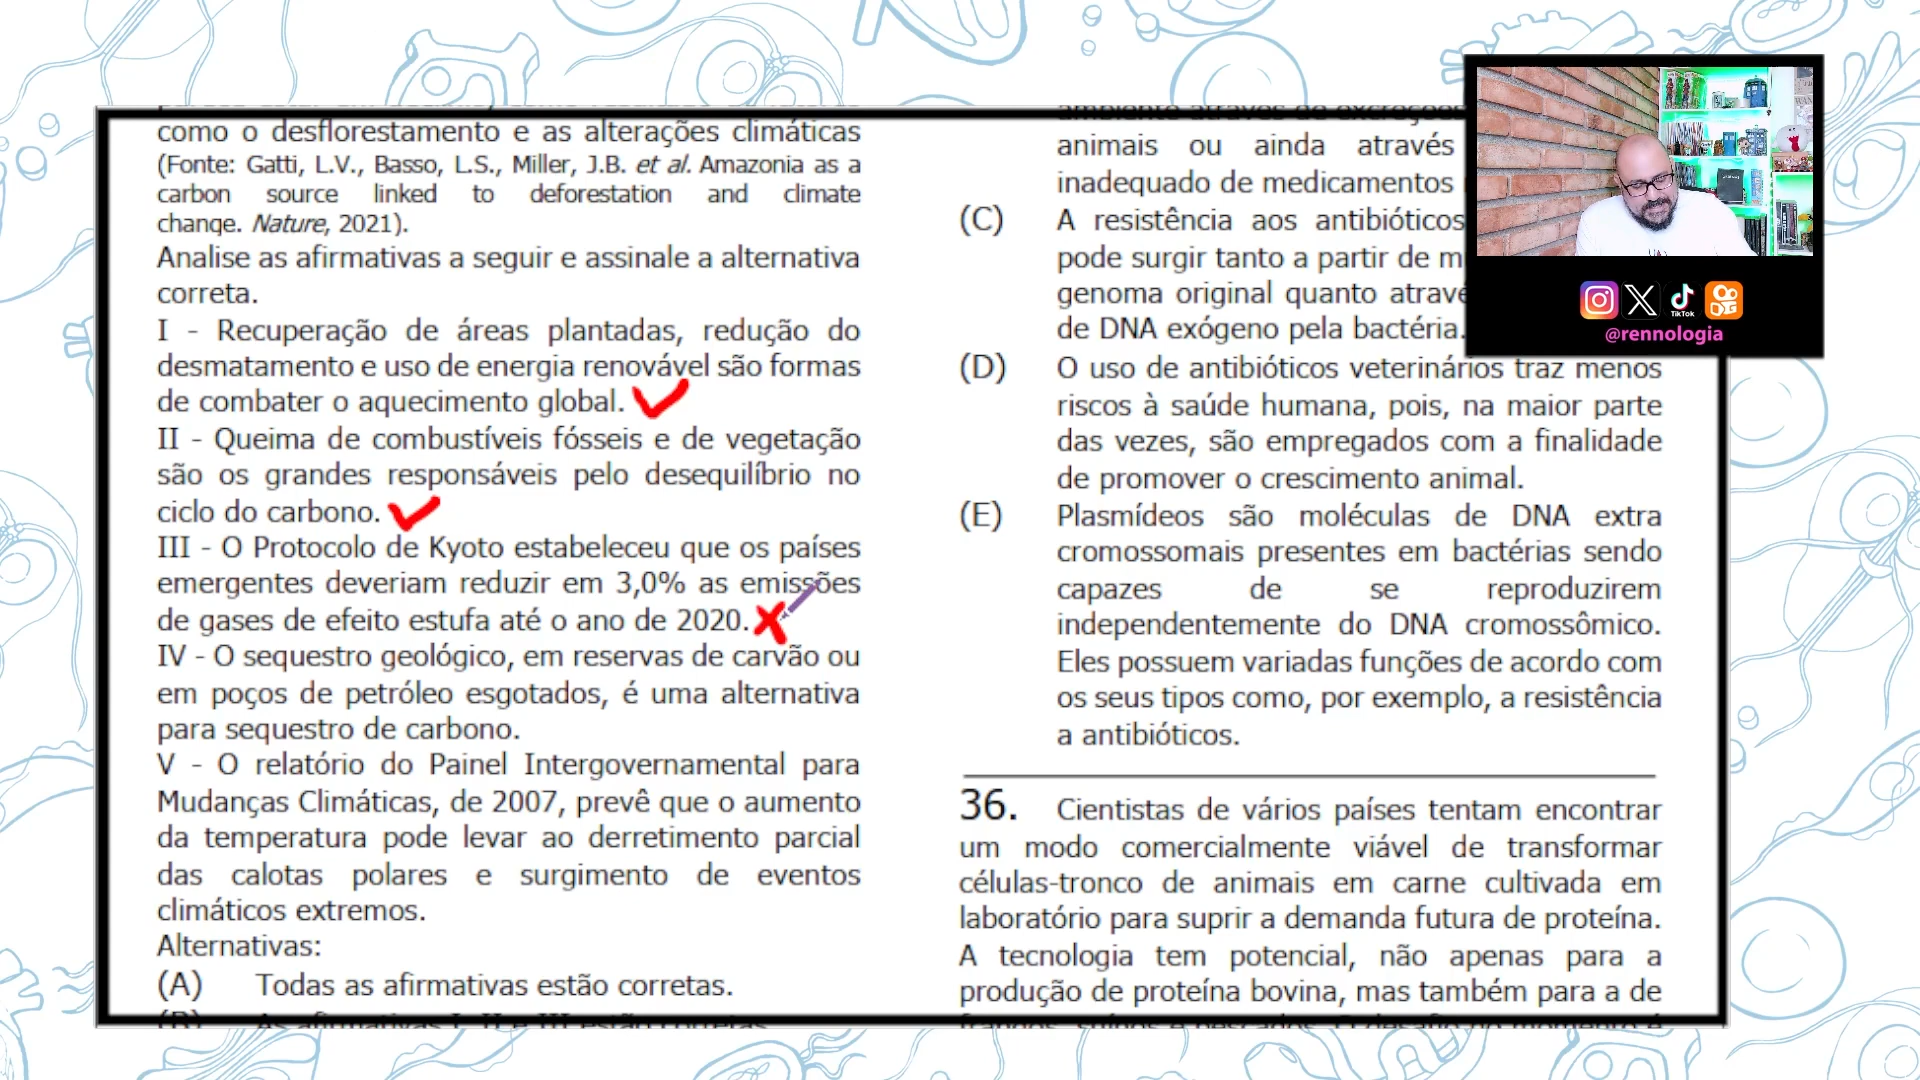 como o desflorestamento e as alterações climáticas
(Fonte: Gatti, L.V., Basso, L.S., Miller, J.B. et al. Amazonia as a
carbon source linked to deforestation and climate
change. Nature, 2021).
Analise as afirmativas a seguir e assinale a alternativa
correta.
I - Recuperação de áreas plantadas, redução do
desmatamento e uso de energia renovável são formas
de combater o aquecimento global.
II - Queima de combustíveis fósseis e de vegetação
são os grandes responsáveis pelo desequilíbrio no
ciclo do carbono.
III - O Protocolo de Kyoto estabeleceu que os países
emergentes deveriam reduzir em 3,0% as emissões
de gases de efeito estufa até o ano de 2020.
IV - O sequestro geológico, em reservas de carvão ou
em poços de petróleo esgotados, é uma alternativa
para sequestro de carbono.
V - O relatório do Painel Intergovernamental para
Mudanças Climáticas, de 2007, prevê que o aumento
da temperatura pode levar ao derretimento parcial
das calotas polares e surgimento de eventos
climáticos extremos.
Alternativas:
(A) Todas as afirmativas estão corretas.
(B) As afirmativas I, II e III estão corretas.
ambiente através de excreções
animais ou ainda através
inadequado de medicamentos
(C) A resistência aos antibióticos
pode surgir tanto a partir de m
genoma original quanto atravé
de DNA exógeno pela bactéria.
(D) O uso de antibióticos veterinários traz menos
riscos à saúde humana, pois, na maior parte
das vezes, são empregados com a finalidade
de promover o crescimento animal.
(E) Plasmídeos são moléculas de DNA extra
cromossomais presentes em bactérias sendo
capazes de se reproduzirem
independentemente do DNA cromossômico.
Eles possuem variadas funções de acordo com
os seus tipos como, por exemplo, a resistência
a antibióticos.
36. Cientistas de vários países tentam encontrar
um modo comercialmente viável de transformar
células-tronco de animais em carne cultivada em
laboratório para suprir a demanda futura de proteína.
A tecnologia tem potencial, não apenas para a
produção de proteína bovina, mas também para a de
TikTok
@rennologia